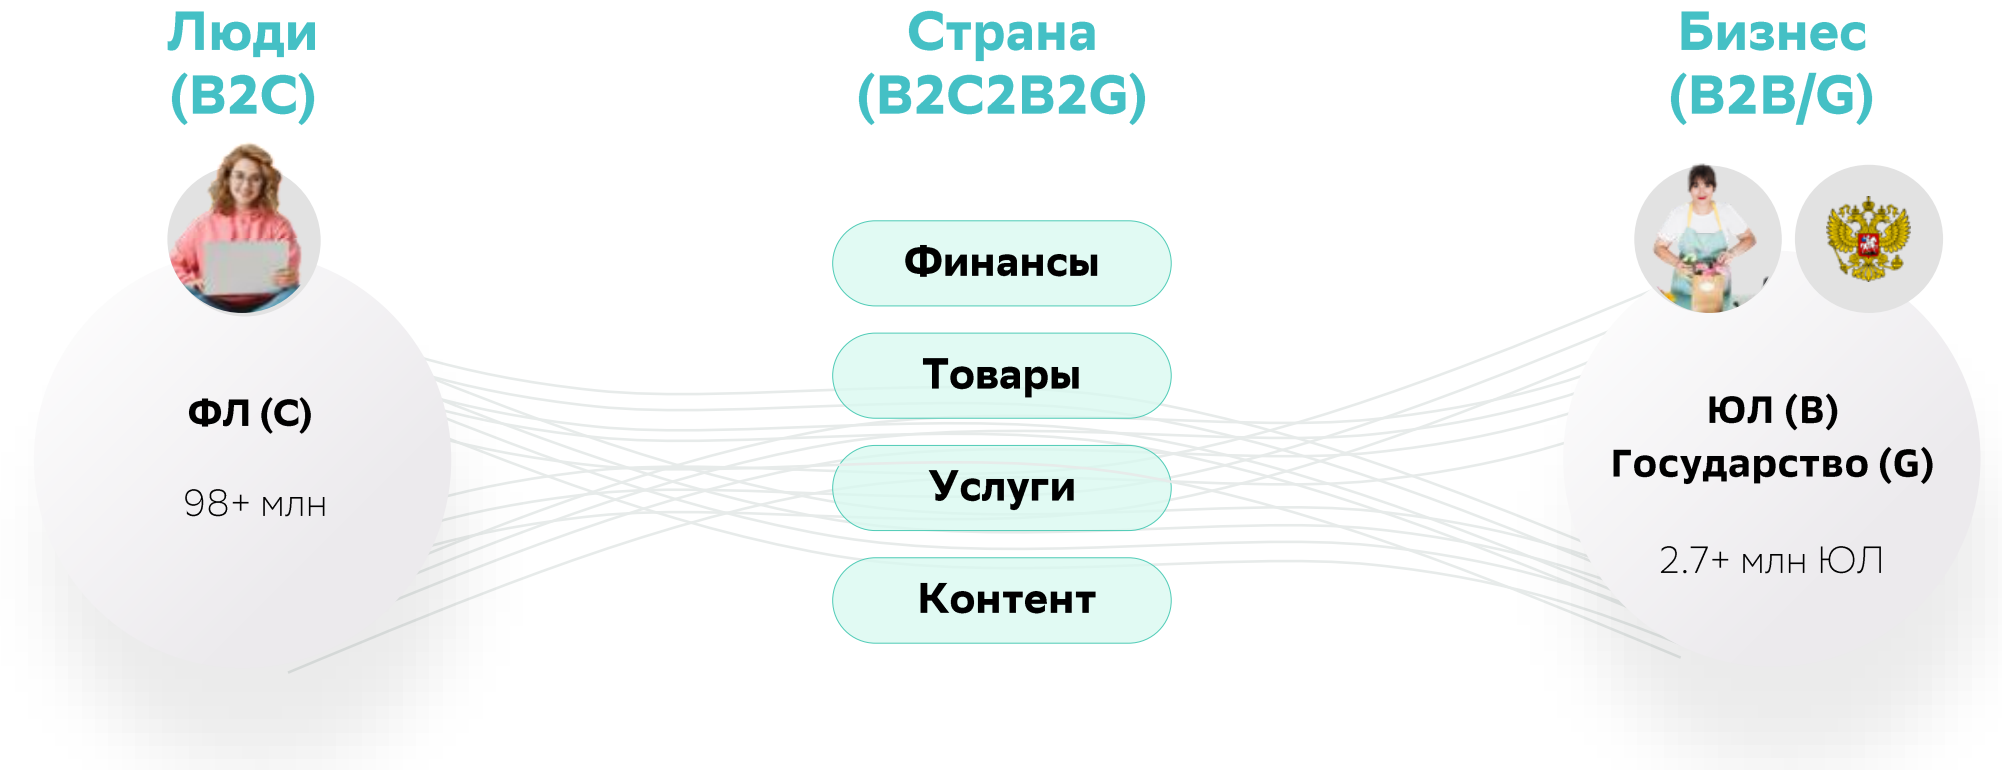 Люди
(B2C)
ФЛ (C)
98+ млн
Страна
(B2C2B2G)
Финансы
Товары
Услуги
Контент
Бизнес
(B2B/G)
ЮЛ (B)
Государство (G)
2.7+ млн ЮЛ